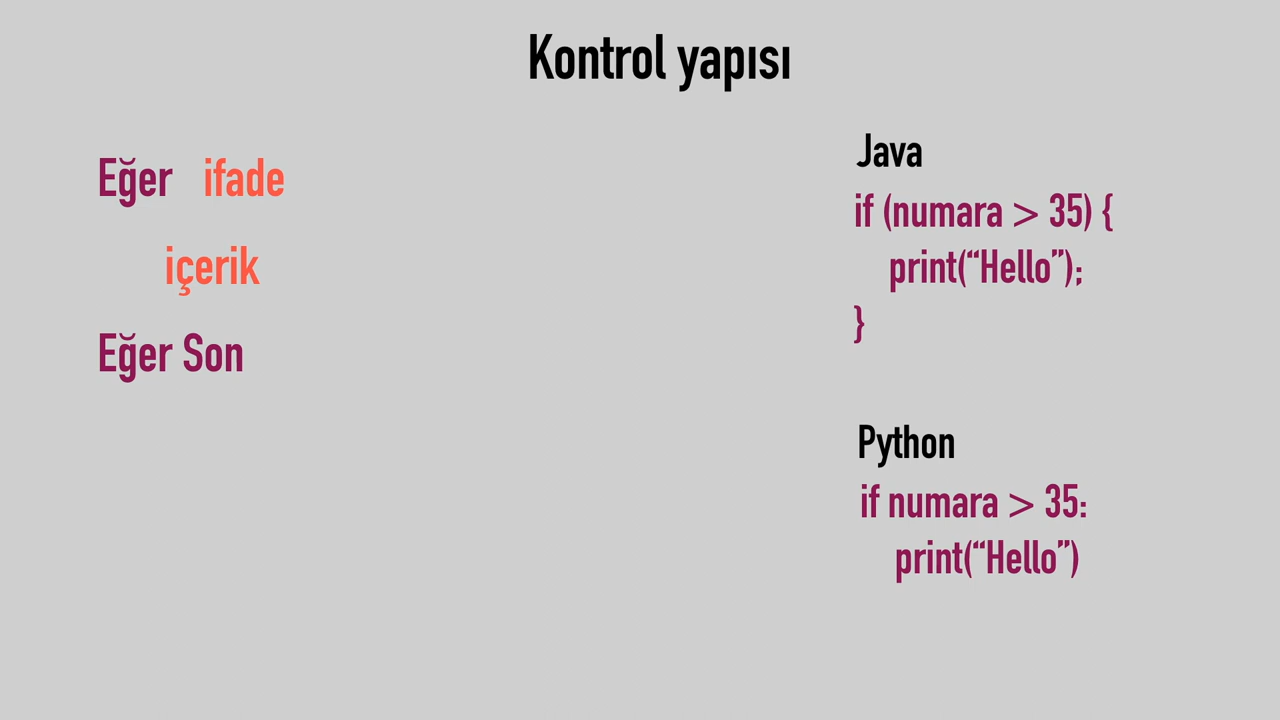 Kontrol yapısı
Eğer ifade
içerik
Eğer Son
Java
if (numara > 35) {
print(“Hello”);
}
Python
if numara > 35:
print(“Hello”)